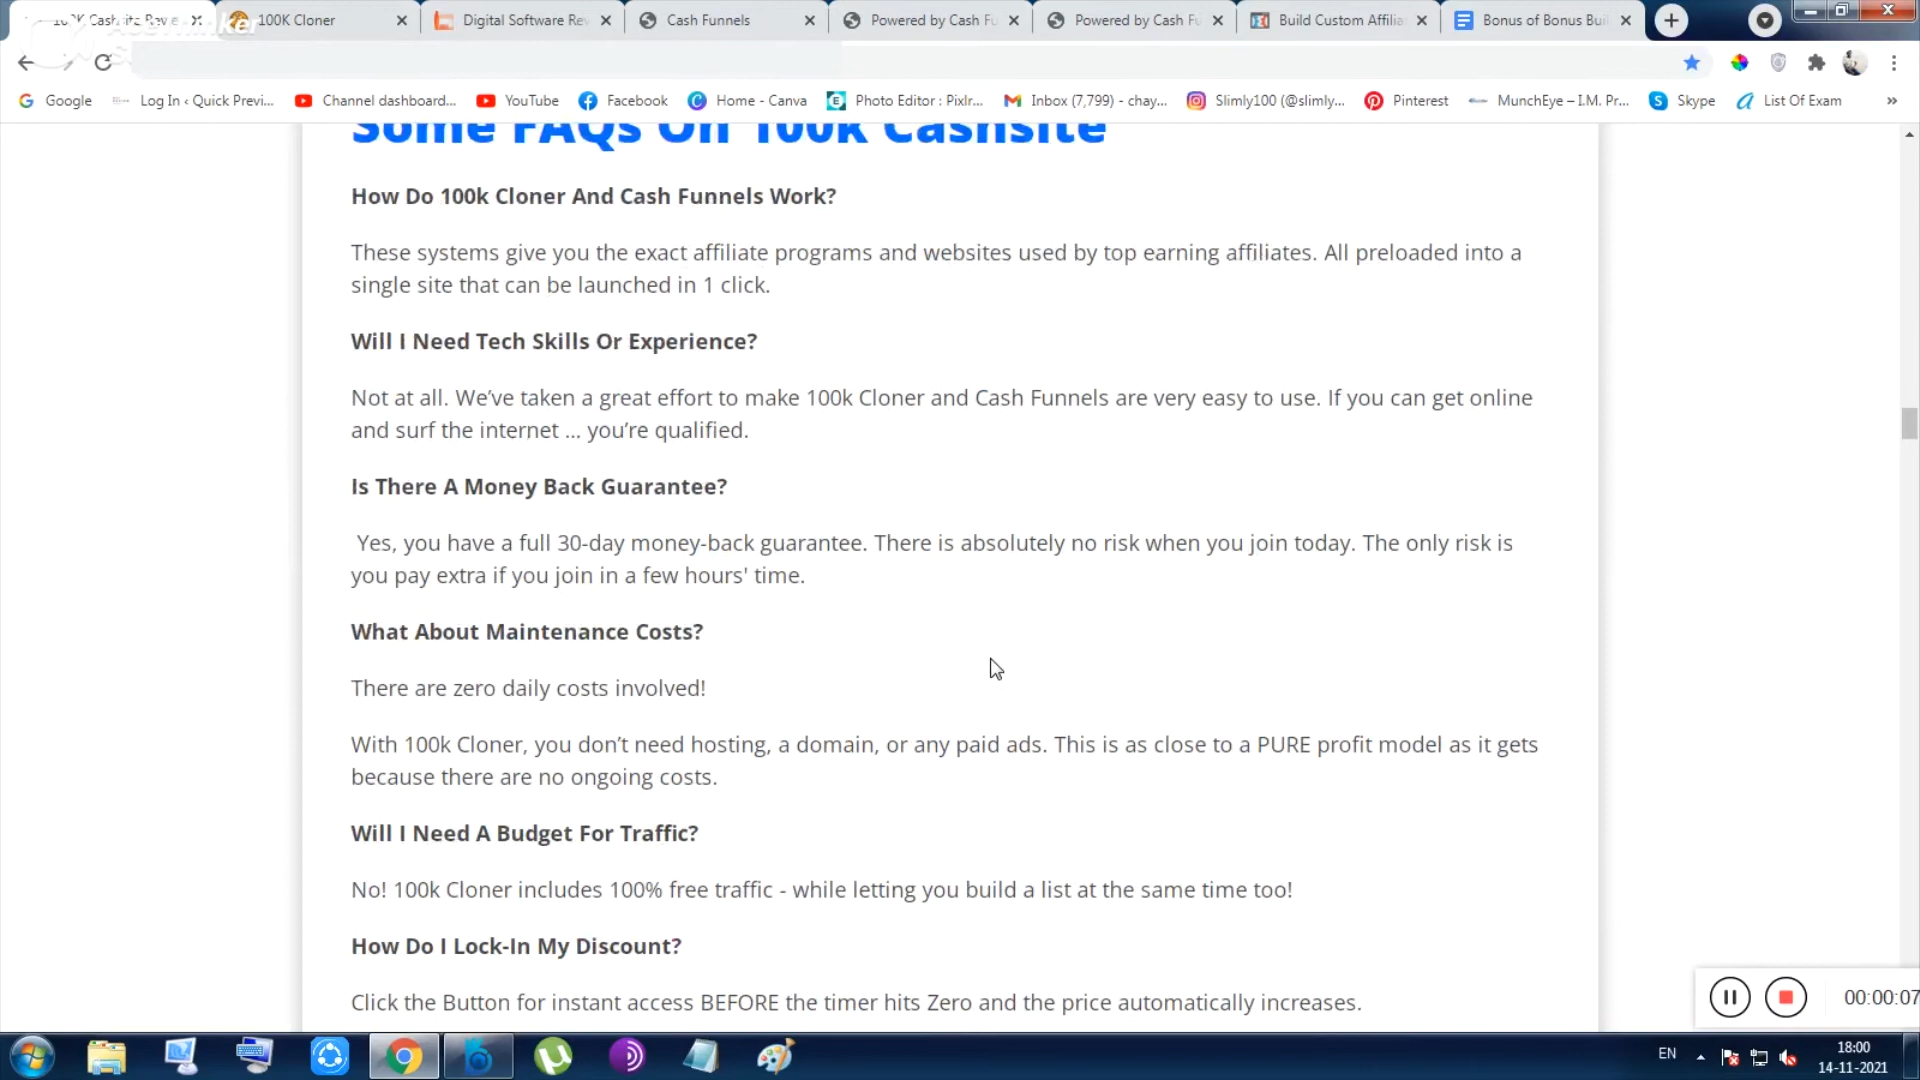 100K Cashsite Revie
100K Cloner
Digital Software Rev
Cash Funnels
Powered by Cash Fu
Powered by Cash Fu
Build Custom Affilia
Bonus of Bonus Bui
Google
Log In ‹ Quick Previ...
Channel dashboard...
YouTube
Facebook
Home - Canva
Photo Editor : Pixlr...
Inbox (7,799) - chay...
Slimly100 (@slimly...
Pinterest
MunchEye – I.M. Pr...
Skype
List Of Exam
»
Some FAQs On 100k Cashsite
How Do 100k Cloner And Cash Funnels Work?
These systems give you the exact affiliate programs and websites used by top earning affiliates. All preloaded into a
single site that can be launched in 1 click.
Will I Need Tech Skills Or Experience?
Not at all. We’ve taken a great effort to make 100k Cloner and Cash Funnels are very easy to use. If you can get online
and surf the internet ... you’re qualified.
Is There A Money Back Guarantee?
Yes, you have a full 30-day money-back guarantee. There is absolutely no risk when you join today. The only risk is
you pay extra if you join in a few hours' time.
What About Maintenance Costs?
There are zero daily costs involved!
With 100k Cloner, you don’t need hosting, a domain, or any paid ads. This is as close to a PURE profit model as it gets
because there are no ongoing costs.
Will I Need A Budget For Traffic?
No! 100k Cloner includes 100% free traffic - while letting you build a list at the same time too!
How Do I Lock-In My Discount?
Click the Button for instant access BEFORE the timer hits Zero and the price automatically increases.
00:00:07
EN
18:00
14-11-2021